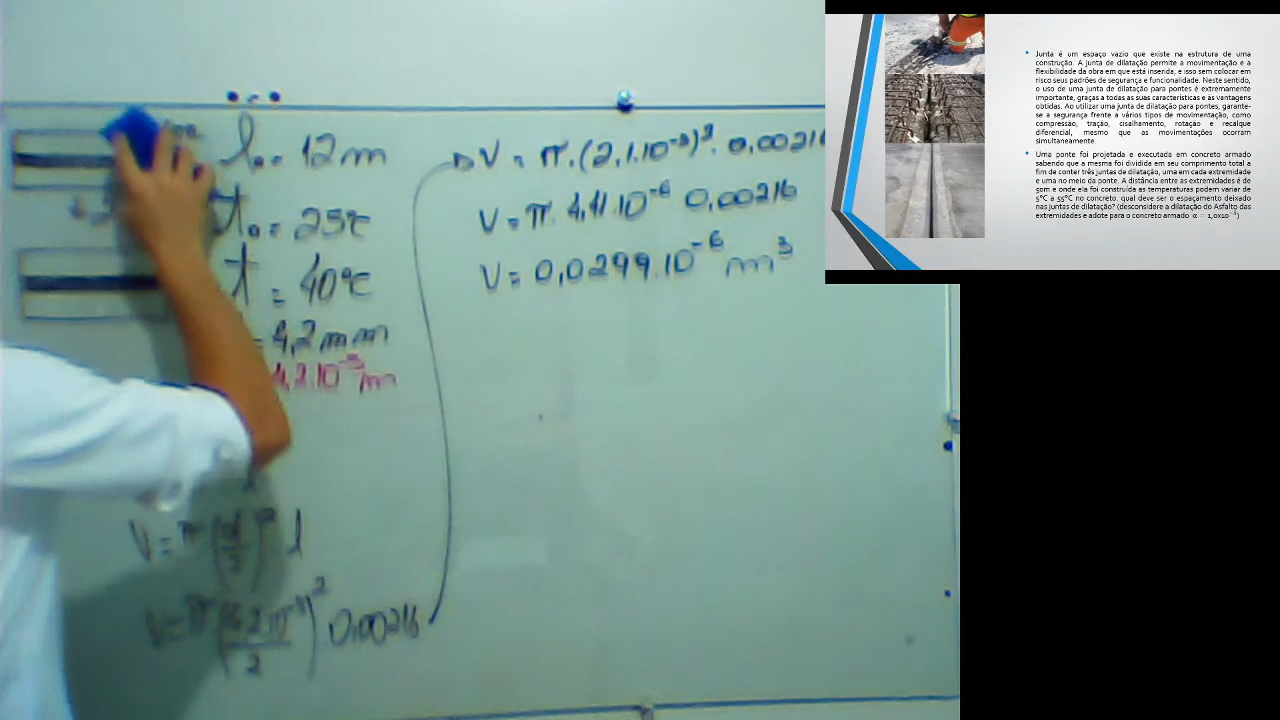 l₀ = 12m
t₀ = 25°C
t = 40°C
= 4,2mm
4,2.10⁻³m
V = π (d/2)² l
V = π (4,2.10⁻³/2)² 0,00216
V = π.(2,1.10⁻³)². 0,00216
V = π. 4,41.10⁻⁶ 0,00216
V = 0,0299.10⁻⁶ m³
• Junta é um espaço vazio que existe na estrutura de uma
construção. A junta de dilatação permite a movimentação e a
flexibilidade da obra em que está inserida, e isso sem colocar em
risco seus padrões de segurança e funcionalidade. Neste sentido,
o uso de uma junta de dilatação para pontes é extremamente
importante, graças a todas as suas características e às vantagens
obtidas. Ao utilizar uma junta de dilatação para pontes, garante-
se a segurança frente a vários tipos de movimentação, como
compressão, tração, cisalhamento, rotação e recalque
diferencial, mesmo que as movimentações ocorram
simultaneamente.
• Uma ponte foi projetada e executada em concreto armado
sabendo que a mesma foi dividida em seu comprimento total a
fim de conter três juntas de dilatação, uma em cada extremidade
e uma no meio da ponte. A distância entre as extremidades é de
90m e onde ela foi construída as temperaturas podem variar de
5°C a 55°C no concreto. qual deve ser o espaçamento deixado
nas juntas de dilatação? (desconsidere a dilatação do Asfalto das
extremidades e adote para o concreto armado α = 1,0x10⁻⁵)